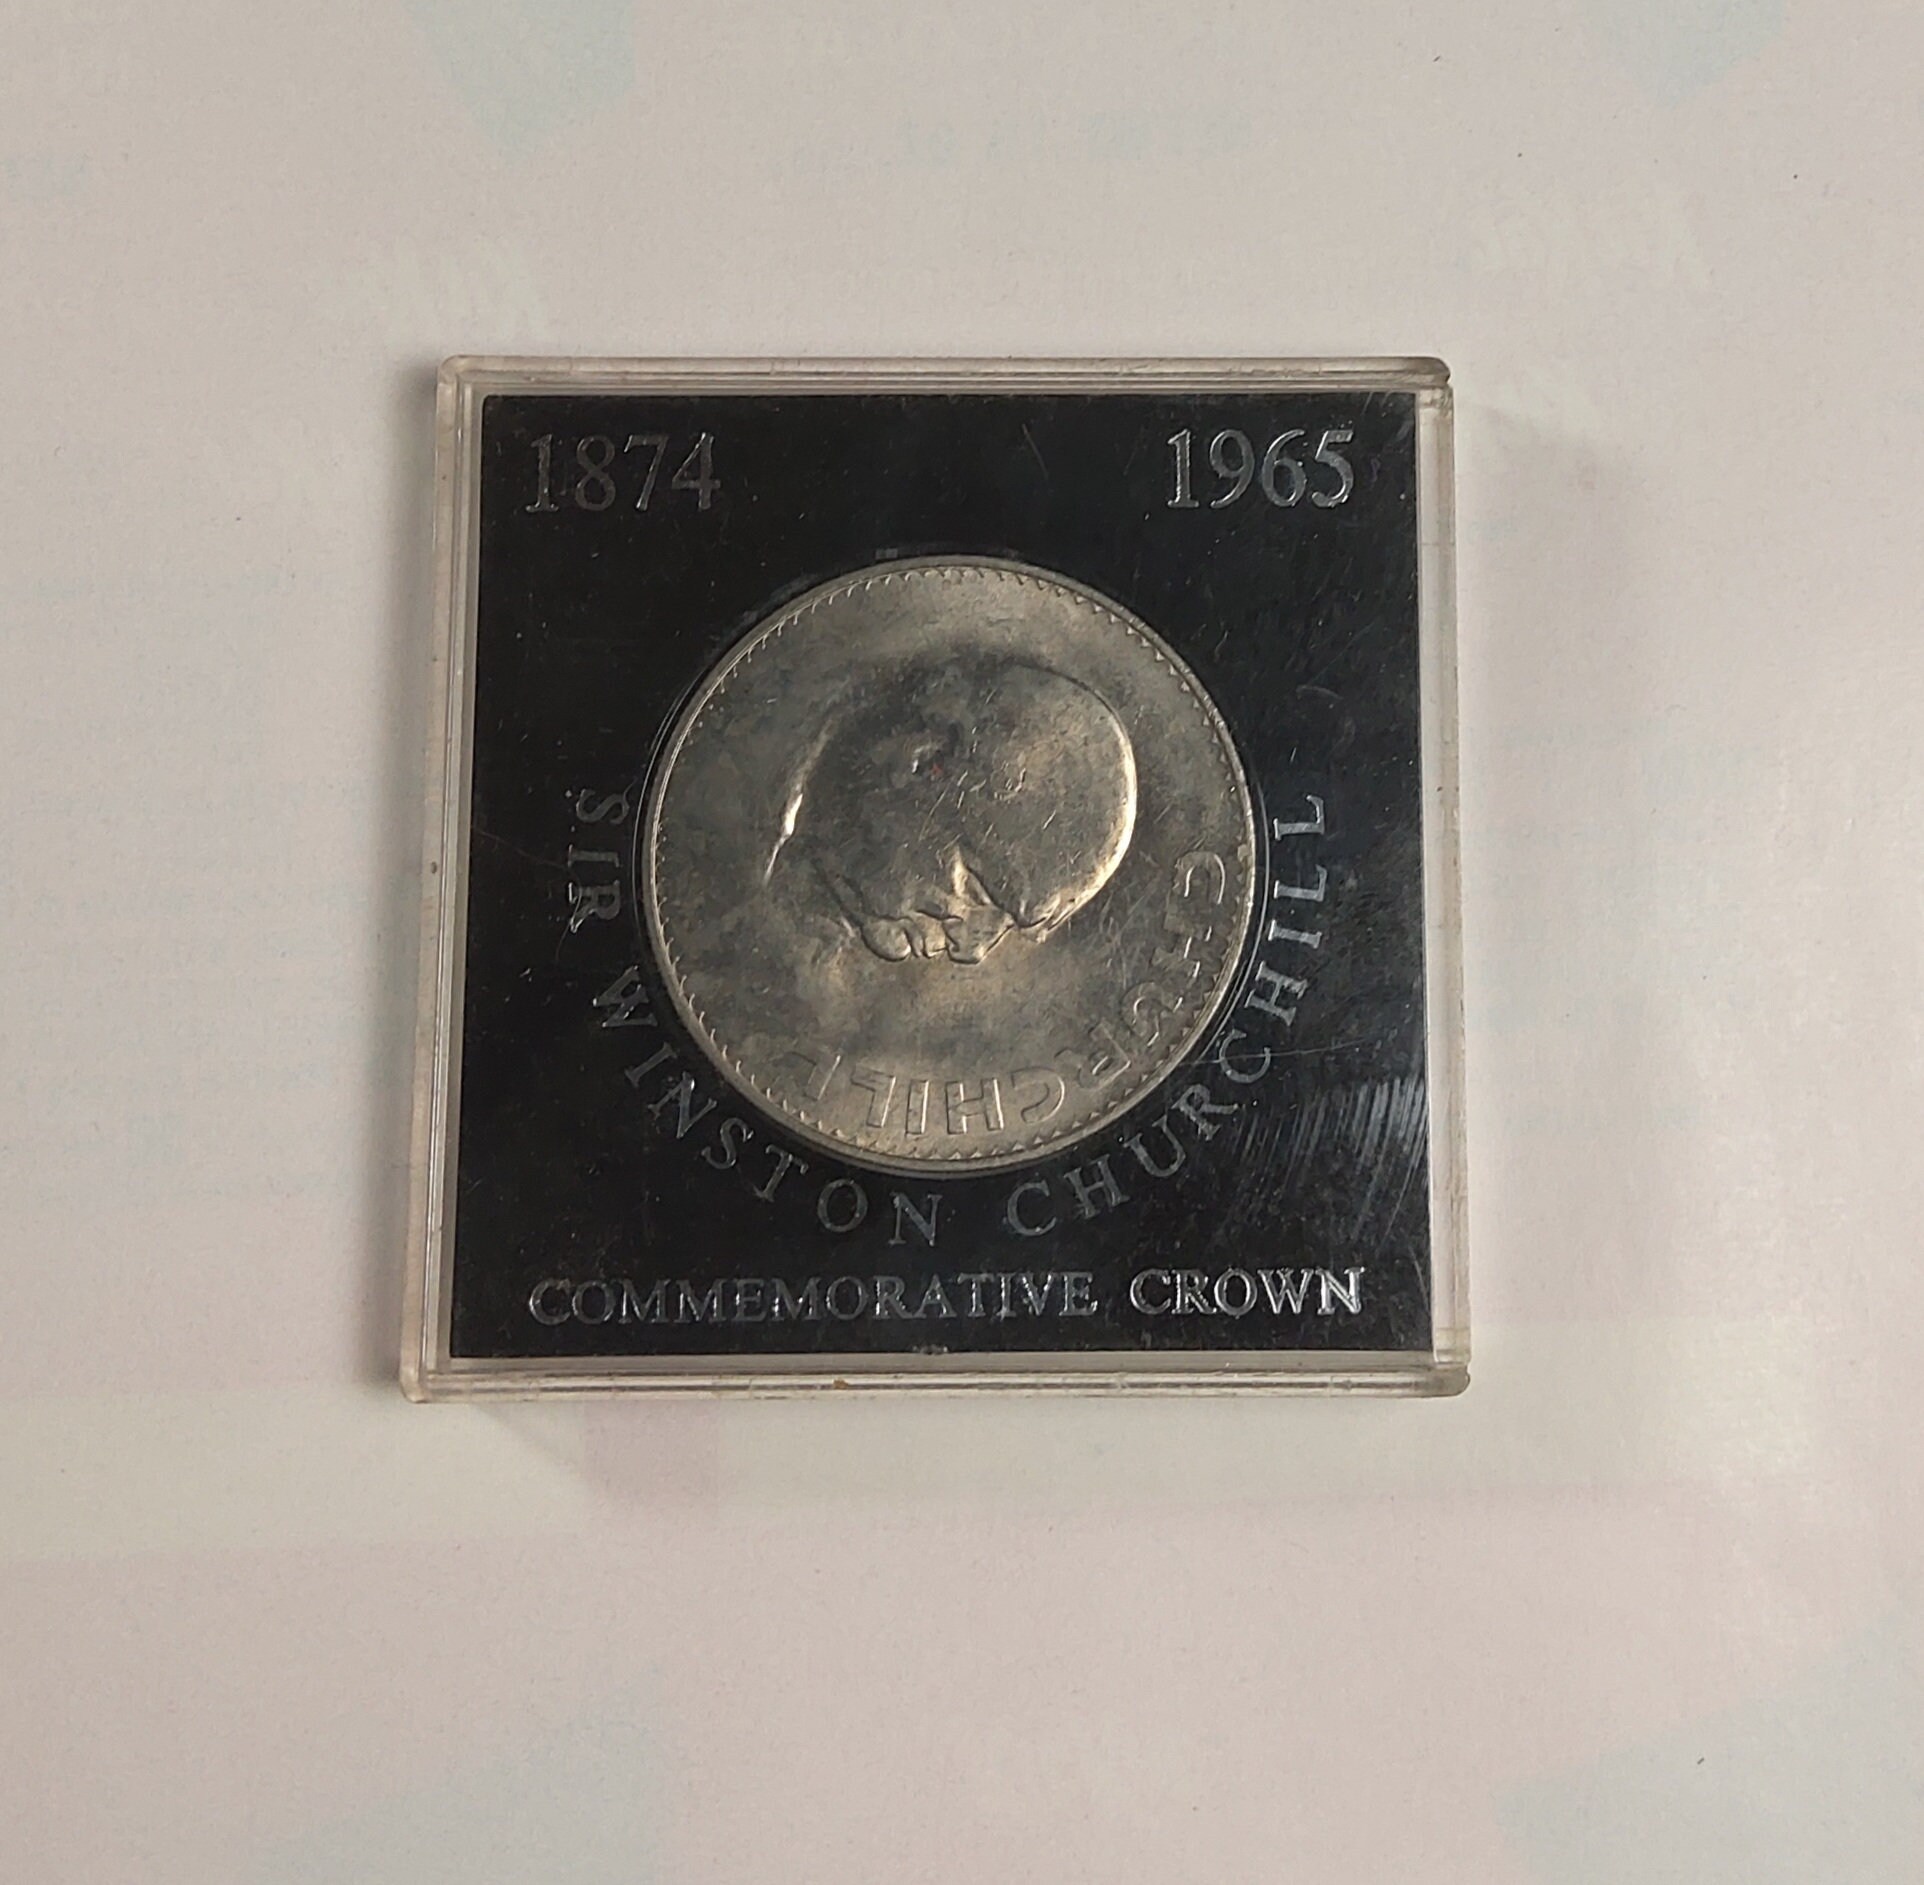 1874 1965
CHURCHILL
SIR WINSTON CHURCHILL
COMMEMORATIVE CROWN